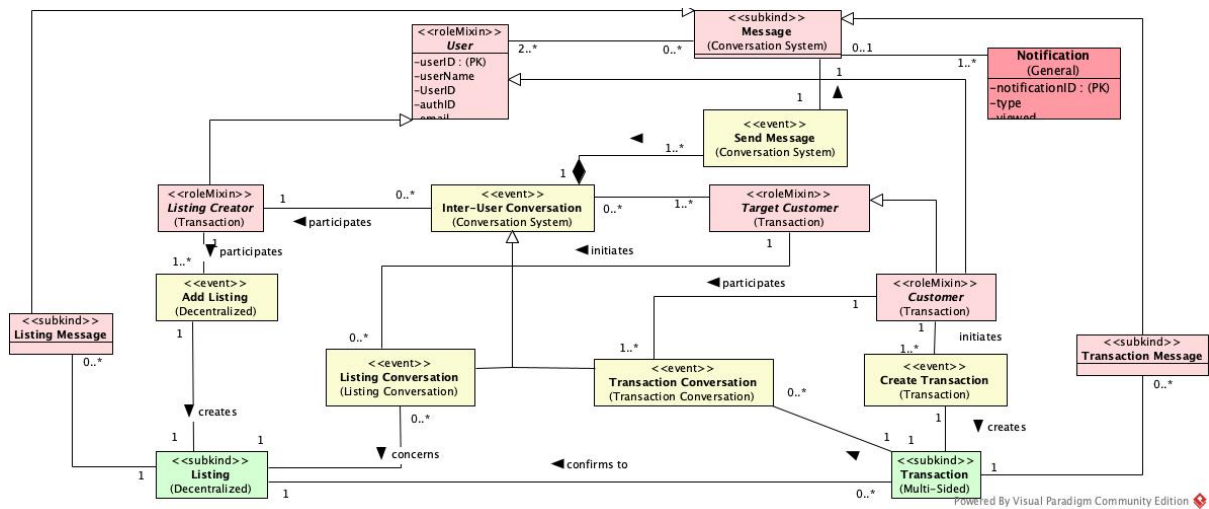 <<subkind>>
Message
(Conversation System)
<<roleMixin>>
User
-userID : (PK)
-userName
-UserID
-authID
2..*
0..*
0..1
1..*
Notification
(General)
-notificationID : (PK)
-type
1
1
<<event>>
Send Message
(Conversation System)
1..*
1
<<roleMixin>>
Listing Creator
(Transaction)
1
0..*
participates
<<event>>
Inter-User Conversation
(Conversation System)
0..*
1..*
<<roleMixin>>
Target Customer
(Transaction)
1
participates
1..*
initiates
1
<<event>>
Add Listing
(Decentralized)
1
participates
1
<<roleMixin>>
Customer
(Transaction)
1
initiates
1..*
<<subkind>>
Listing Message
0..*
0..*
<<event>>
Listing Conversation
(Listing Conversation)
0..*
1..*
<<event>>
Transaction Conversation
(Transaction Conversation)
0..*
<<event>>
Create Transaction
(Transaction)
1
creates
<<subkind>>
Transaction Message
0..*
creates
1
1
concerns
1
1
confirms to
1
<<subkind>>
Listing
(Decentralized)
1
0..*
<<subkind>>
Transaction
(Multi-Sided)
1
Powered By Visual Paradigm Community Edition